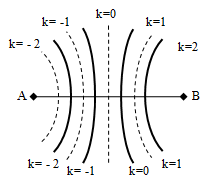 k=0
k= -1 k=1
k= - 2 k=2
A B
k= - 2 k=1
k= -1 k=0